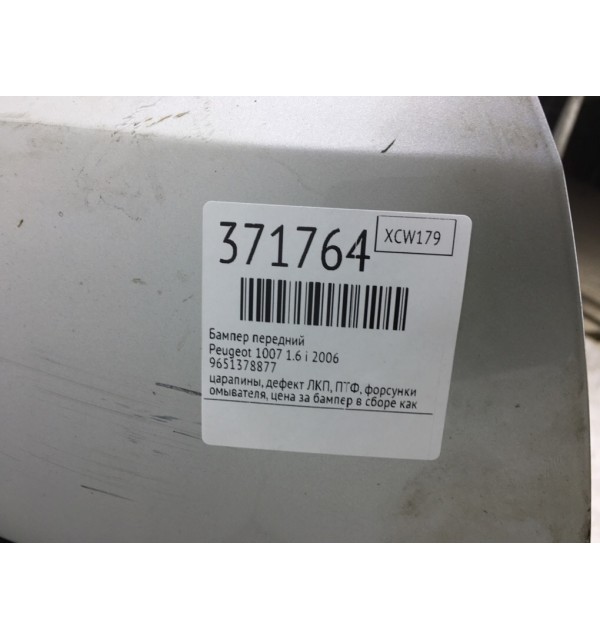 371764
XCW179
Бампер передний
Peugeot 1007 1.6 i 2006
9651378877
царапины, дефект ЛКП, ПТФ, форсунки
омывателя, цена за бампер в сборе как